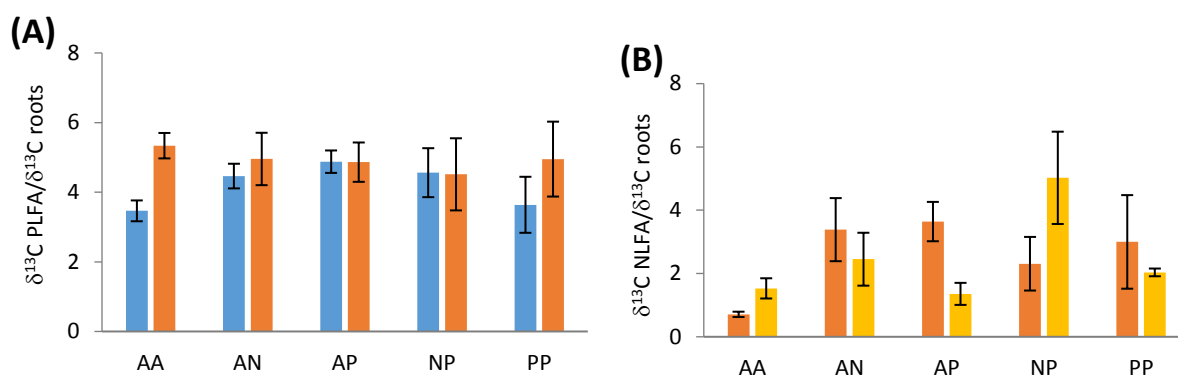 (A)
δ¹³C PLFA/δ¹³C roots
8
6
4
2
0
AA AN AP NP PP
(B)
δ¹³C NLFA/δ¹³C roots
8
6
4
2
0
AA AN AP NP PP